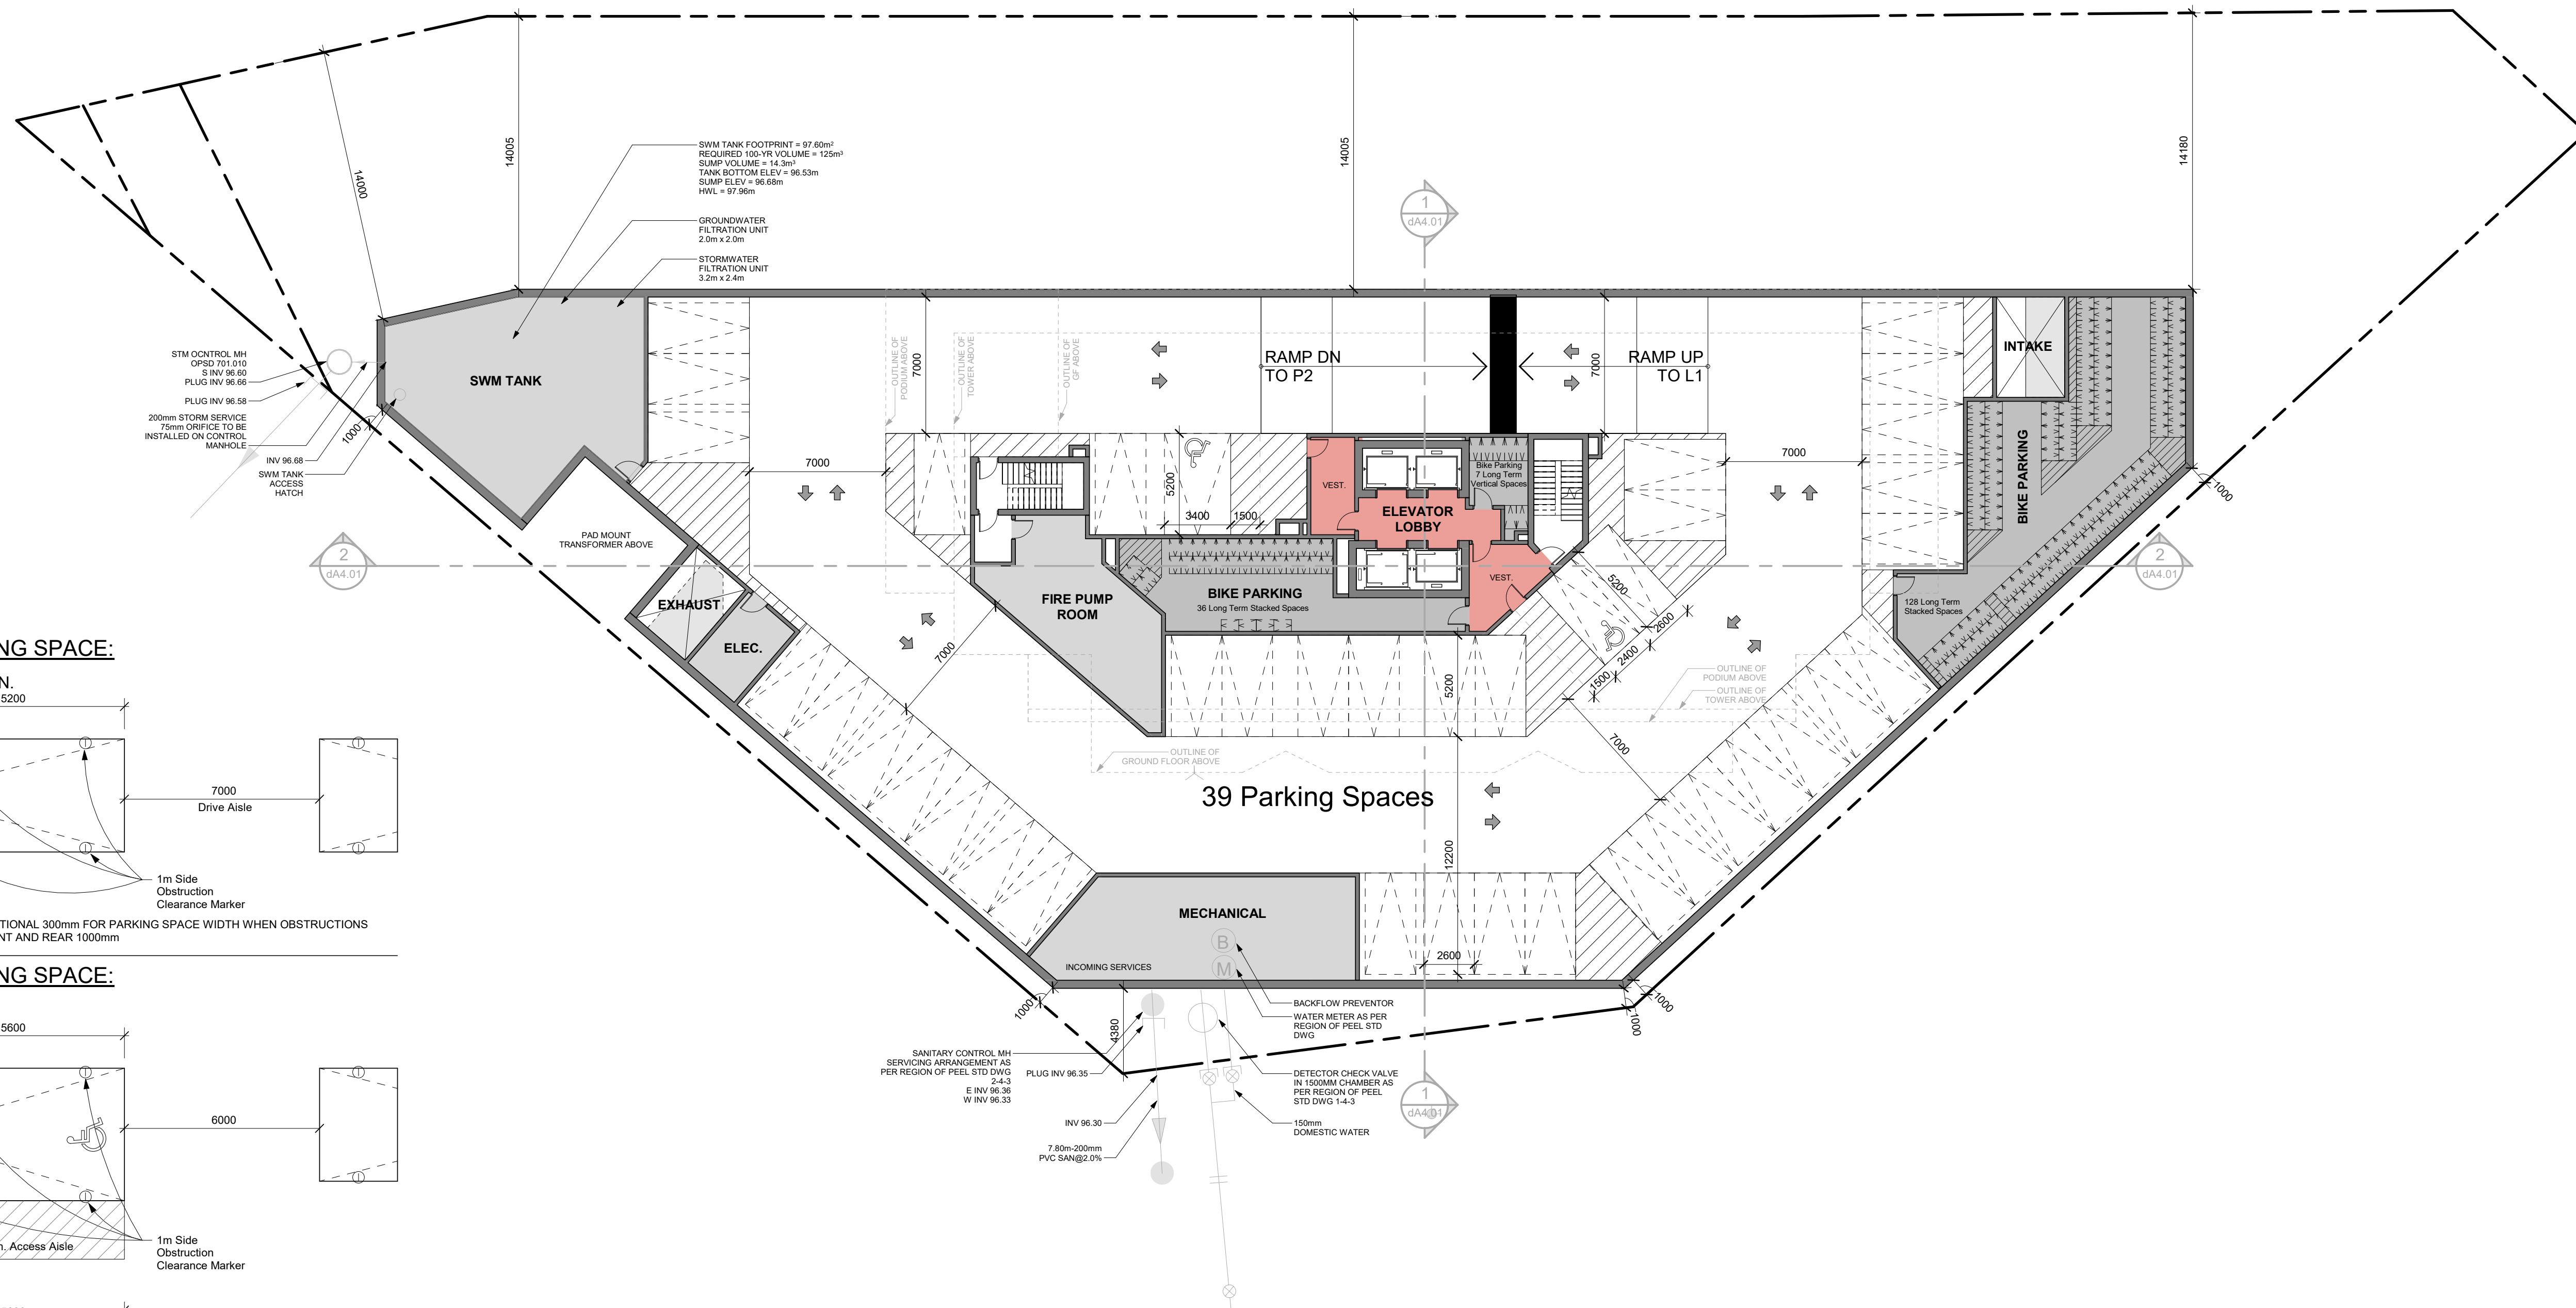 14005
14005
14180
14000
SWM TANK FOOTPRINT = 97.60m²
REQUIRED 100-YR VOLUME = 125m³
SUMP VOLUME = 14.3m³
TANK BOTTOM ELEV = 96.53m
SUMP ELEV = 96.68m
HWL = 97.96m
GROUNDWATER
FILTRATION UNIT
2.0m x 2.0m
STORMWATER
FILTRATION UNIT
3.2m x 2.4m
1
dA4.01
STM OCNTROL MH
OPSD 701.010
S INV 96.60
PLUG INV 96.66
PLUG INV 96.58
200mm STORM SERVICE
75mm ORIFICE TO BE
INSTALLED ON CONTROL
MANHOLE
INV 96.68
SWM TANK
ACCESS
HATCH
1000
SWM TANK
7000
OUTLINE OF
PODIUM ABOVE
OUTLINE OF
TOWER ABOVE
OUTLINE OF
GF ABOVE
RAMP DN
TO P2
7000
RAMP UP
TO L1
INTAKE
BIKE PARKING
7000
5200
3400
1500
VEST.
Bike Parking
7 Long Term
Vertical Spaces
ELEVATOR
LOBBY
7000
1000
PAD MOUNT
TRANSFORMER ABOVE
2
dA4.01
2
dA4.01
EXHAUST
ELEC.
FIRE PUMP
ROOM
BIKE PARKING
36 Long Term Stacked Spaces
VEST.
5200
2600
2400
1500
128 Long Term
Stacked Spaces
7000
5200
OUTLINE OF
PODIUM ABOVE
OUTLINE OF
TOWER ABOVE
7000
OUTLINE OF
GROUND FLOOR ABOVE
39 Parking Spaces
12200
MECHANICAL
B
M
INCOMING SERVICES
2600
1000
4380
1000
1000
BACKFLOW PREVENTOR
WATER METER AS PER
REGION OF PEEL STD
DWG
SANITARY CONTROL MH
SERVICING ARRANGEMENT AS
PER REGION OF PEEL STD DWG
2-4-3
E INV 96.36
W INV 96.33
PLUG INV 96.35
INV 96.30
7.80m-200mm
PVC SAN@2.0%
DETECTOR CHECK VALVE
IN 1500MM CHAMBER AS
PER REGION OF PEEL
STD DWG 1-4-3
150mm
DOMESTIC WATER
1
dA4.01
NG SPACE:
N.
5200
7000
Drive Aisle
1m Side
Obstruction
Clearance Marker
TIONAL 300mm FOR PARKING SPACE WIDTH WHEN OBSTRUCTIONS
NT AND REAR 1000mm
NG SPACE:
5600
6000
n. Access Aisle
1m Side
Obstruction
Clearance Marker